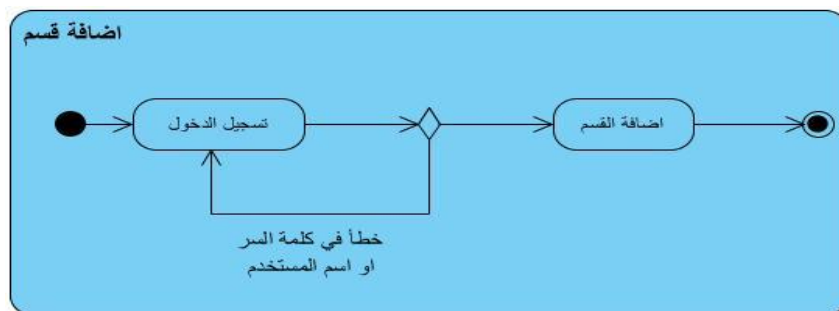 اضافة قسم
تسجيل الدخول
اضافة القسم
خطأ في كلمة السر
او اسم المستخدم